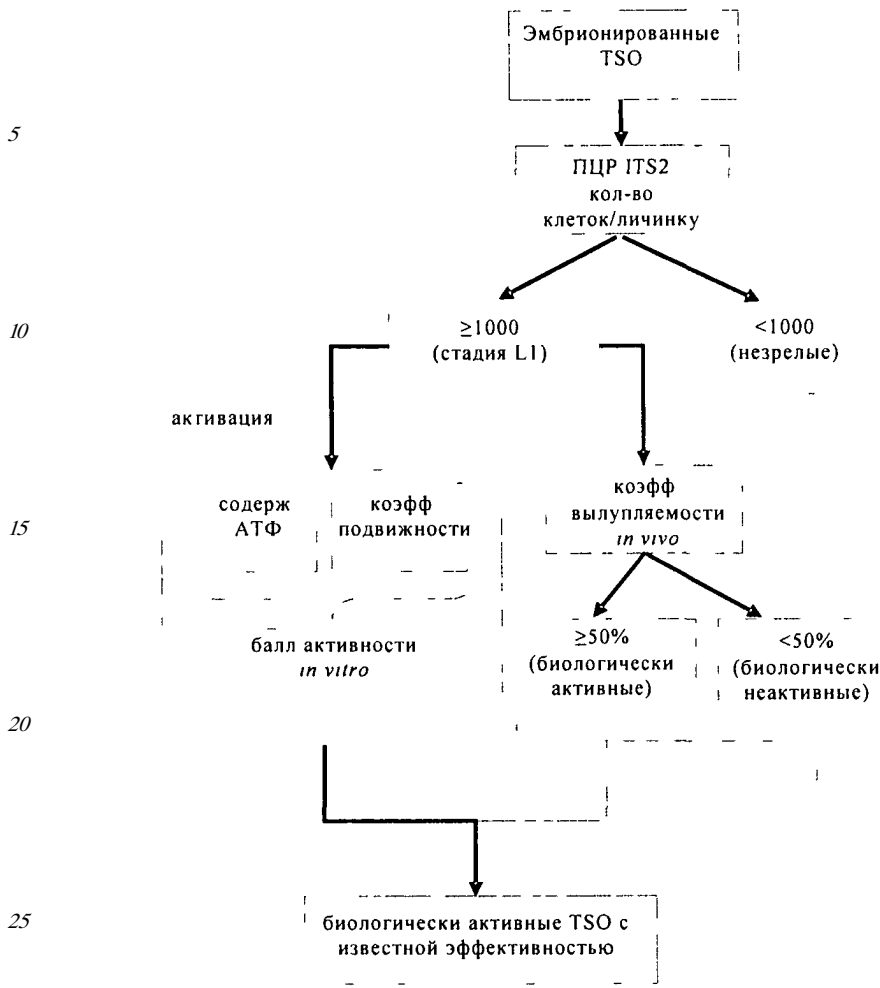 Эмбрионированные
TSO
5
ПЦР ITS2
кол-во
клеток/личинку
10
≥1000
(стадия L1)
<1000
(незрелые)
активация
15
содерж
АТФ
коэфф
подвижности
коэфф
вылупляемости
in vivo
балл активности
in vitro
≥50%
(биологически
активные)
<50%
(биологически
неактивные)
20
25
биологически активные TSO с
известной эффективностью